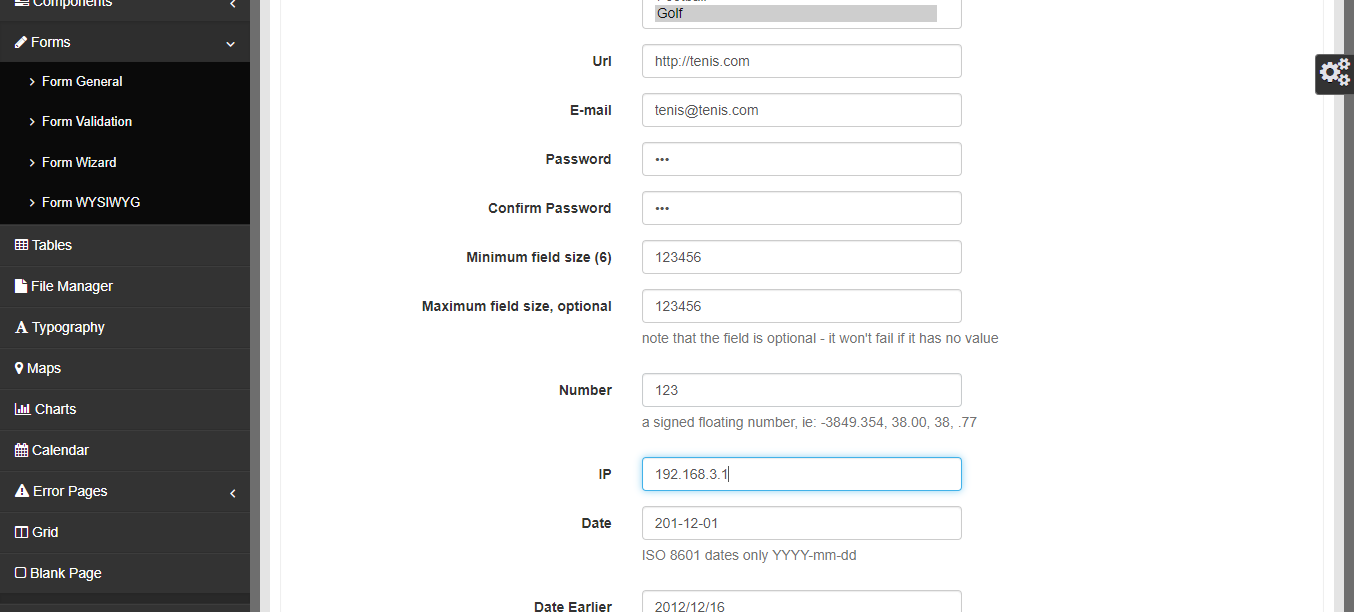 Components
Forms
Form General
Form Validation
Form Wizard
Form WYSIWYG
Tables
File Manager
Typography
Maps
Charts
Calendar
Error Pages
Grid
Blank Page
Golf
Url http://tenis.com
E-mail tenis@tenis.com
Password •••
Confirm Password •••
Minimum field size (6) 123456
Maximum field size, optional 123456
note that the field is optional - it won't fail if it has no value
Number 123
a signed floating number, ie: -3849.354, 38.00, 38, .77
IP 192.168.3.1
Date 201-12-01
ISO 8601 dates only YYYY-mm-dd
Date Earlier 2012/12/16